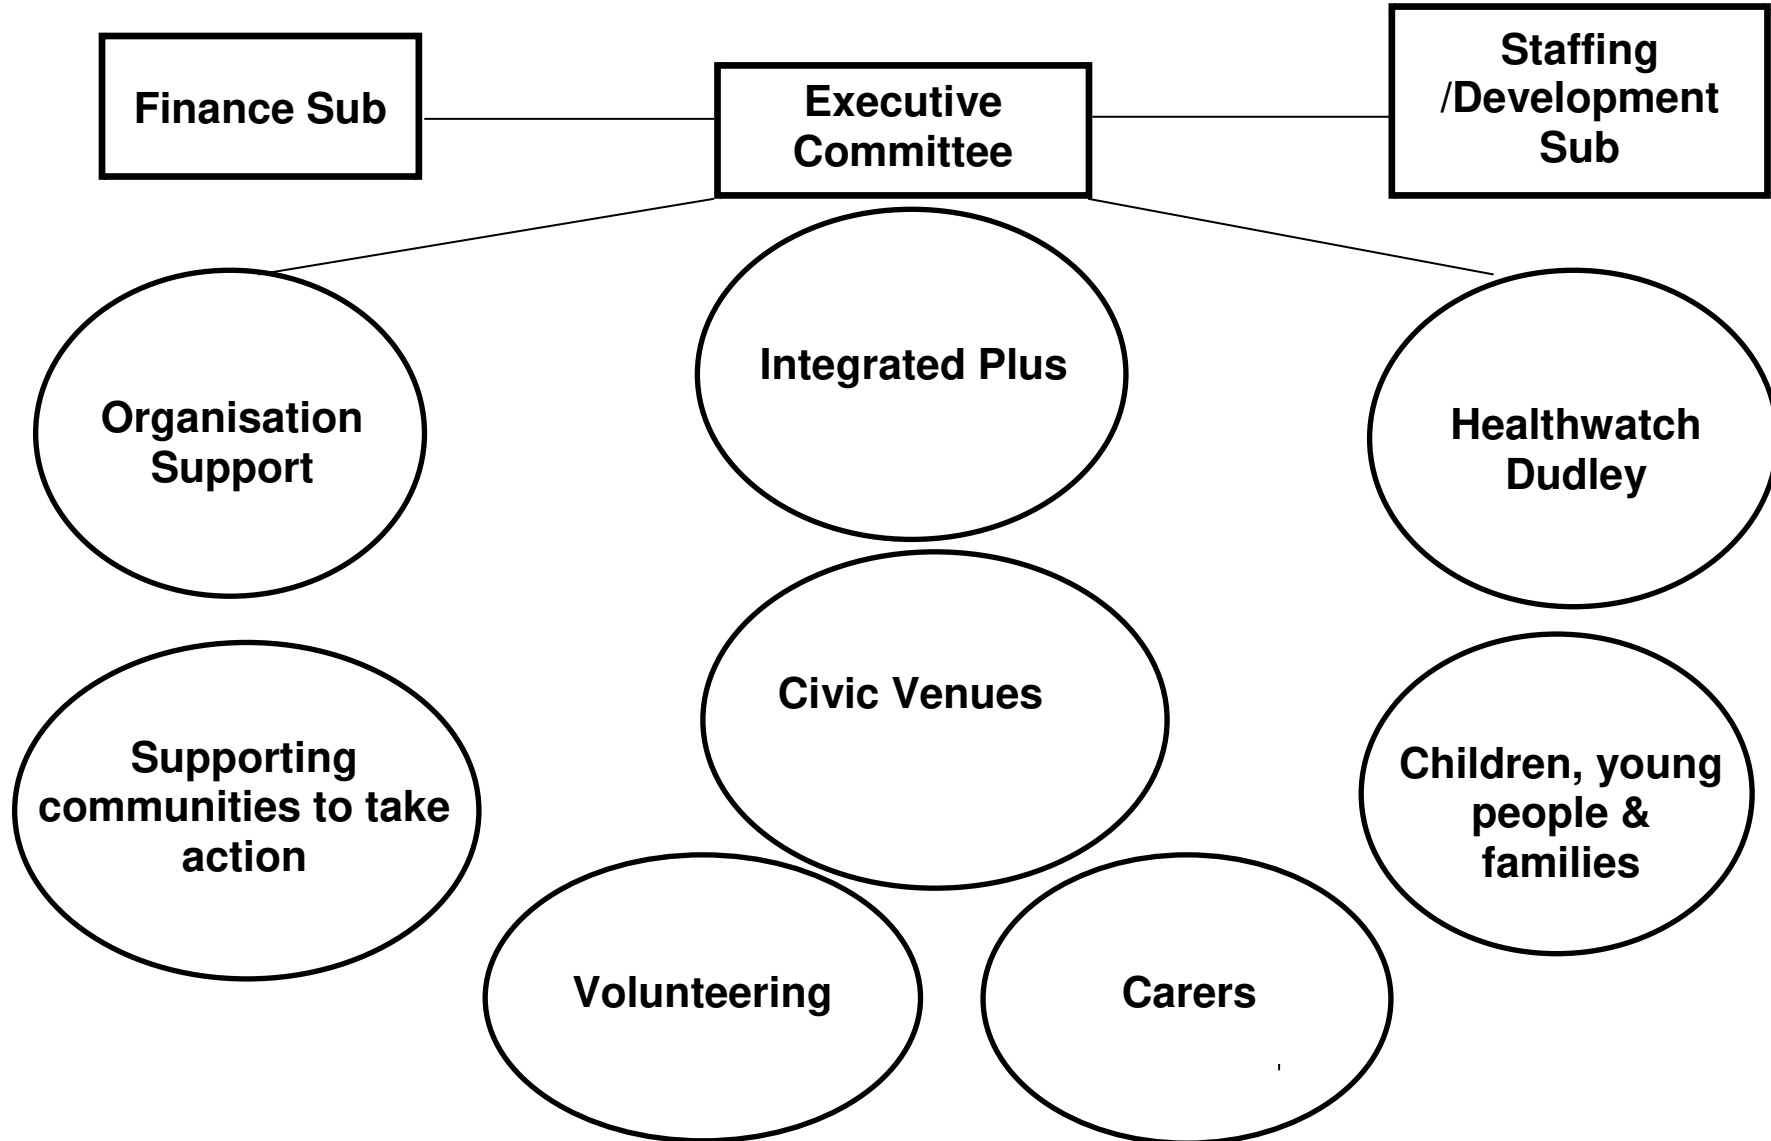 Finance Sub
Executive
Committee
Staffing
/Development
Sub
Integrated Plus
Organisation
Support
Healthwatch
Dudley
Civic Venues
Supporting
communities to take
action
Children, young
people &
families
Volunteering
Carers